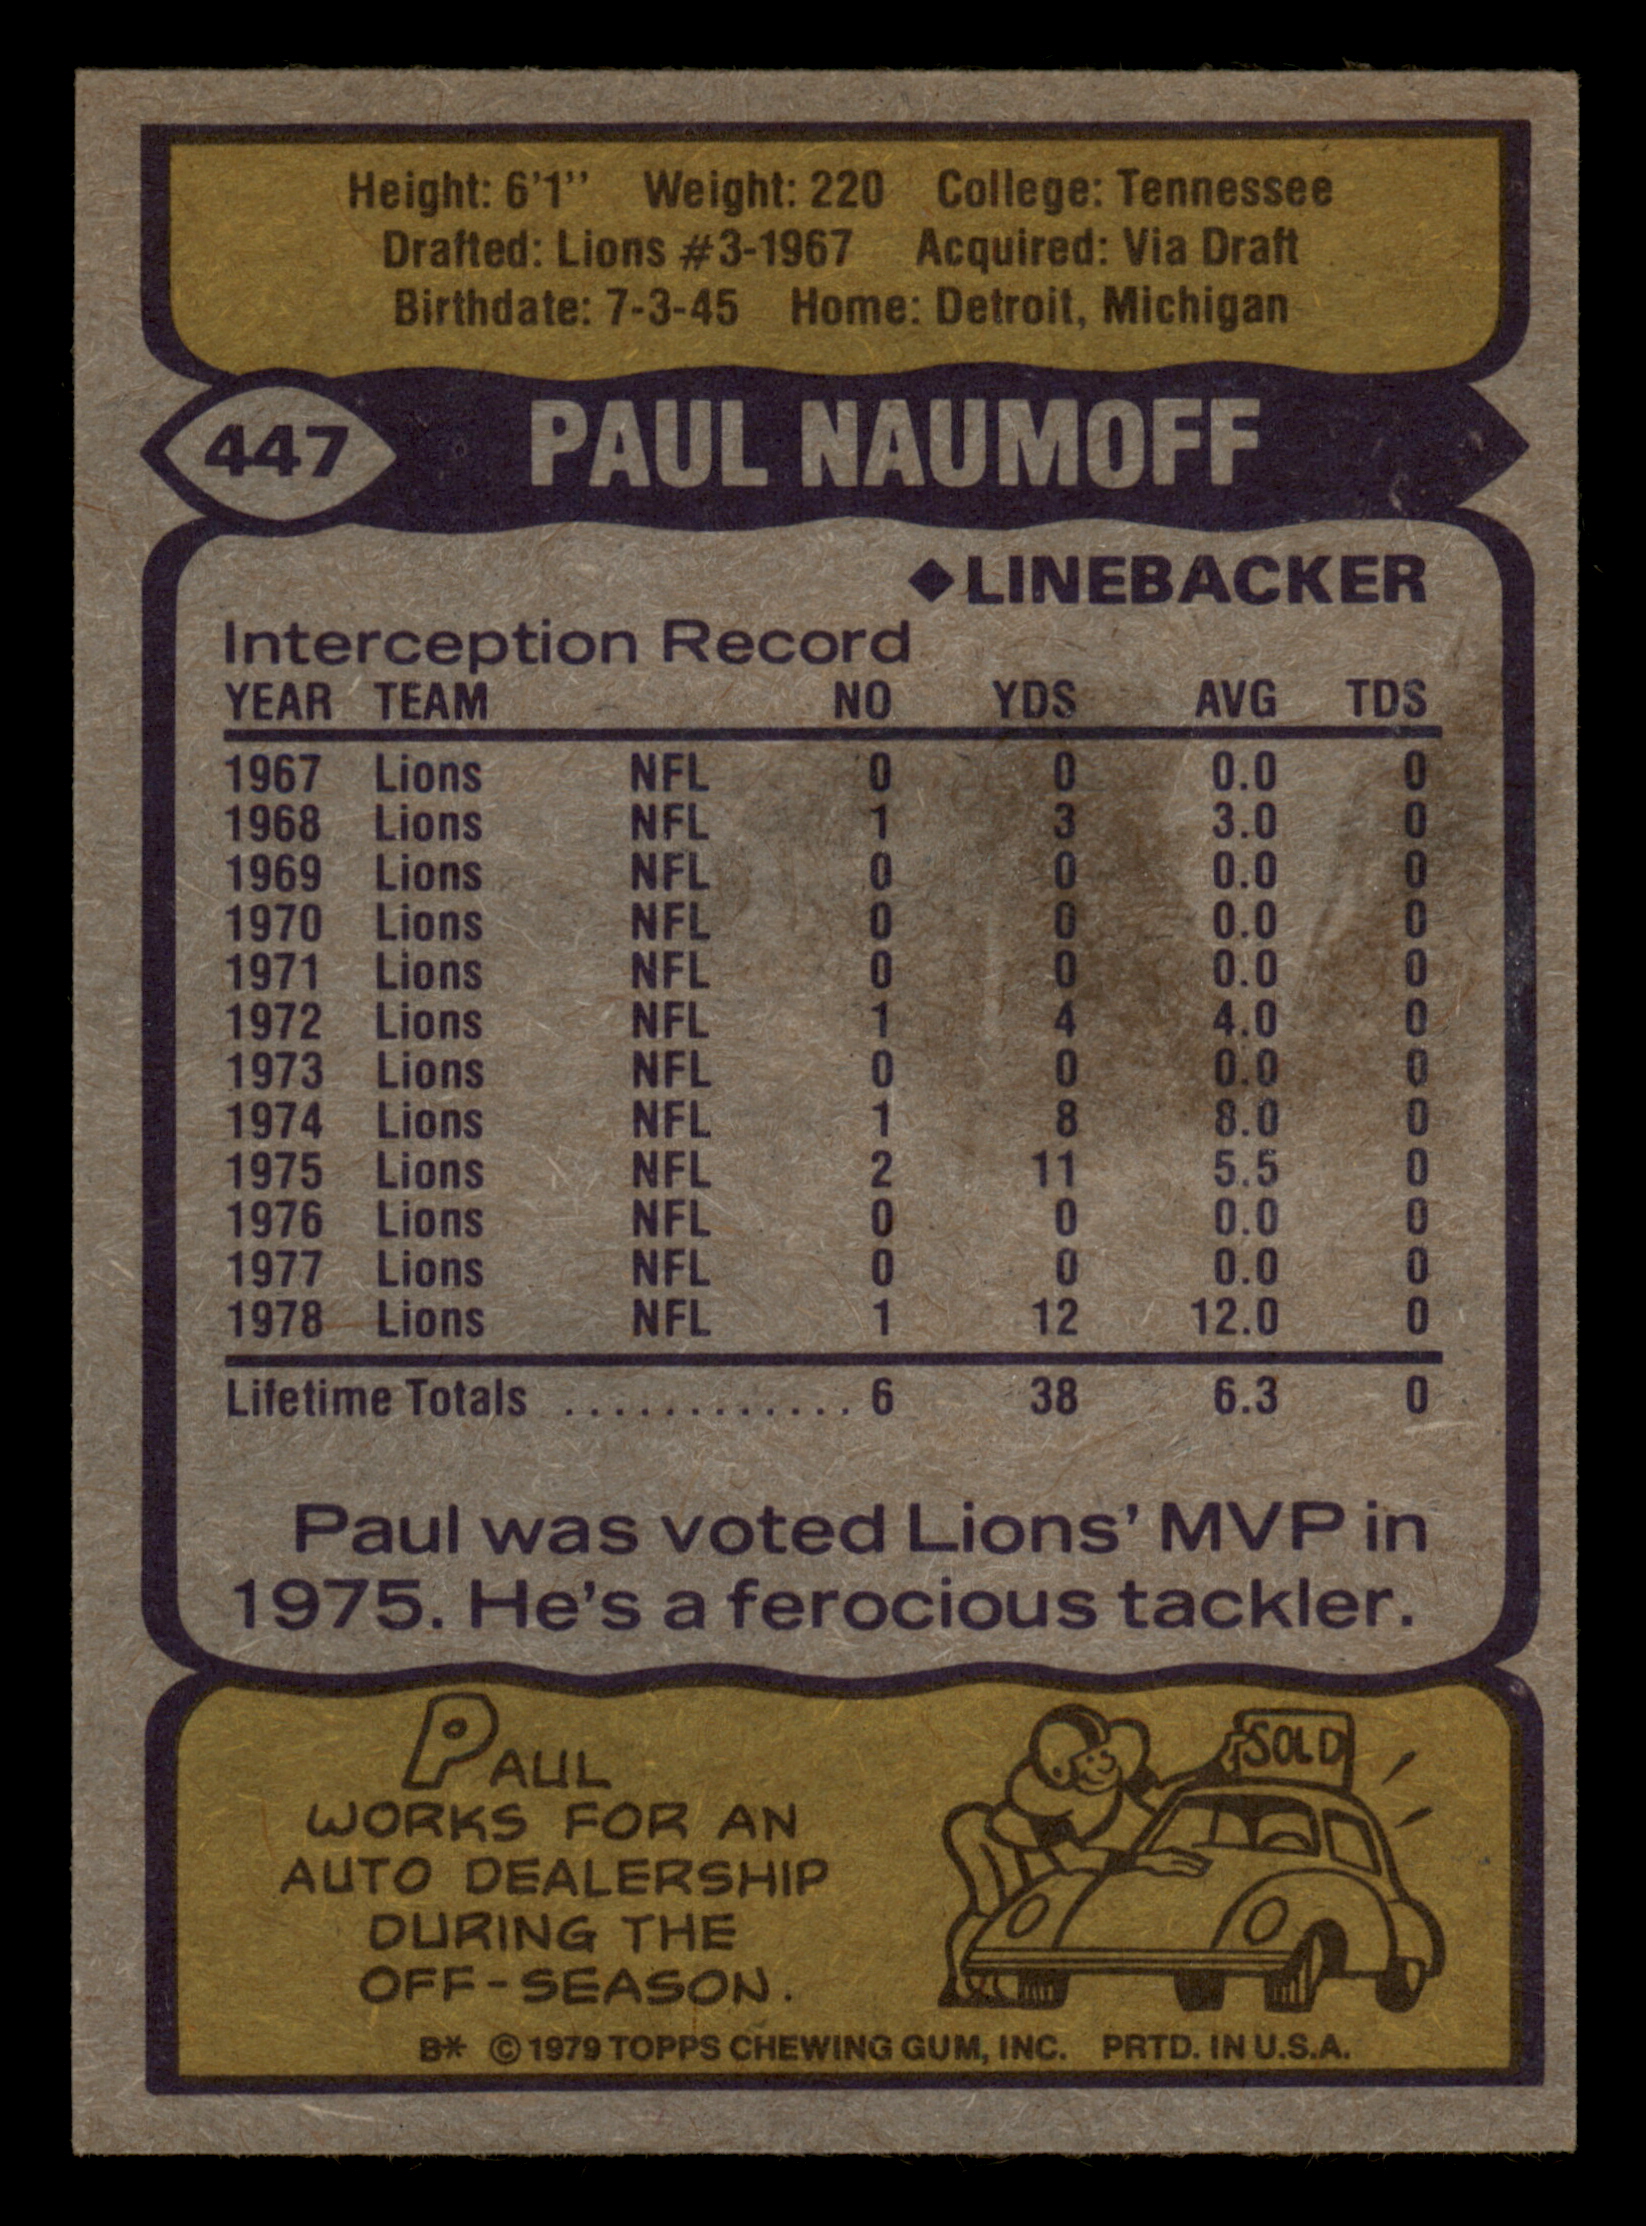 Height: 6'1" Weight: 220 College: Tennessee
Drafted: Lions #3-1967 Acquired: Via Draft
Birthdate: 7-3-45 Home: Detroit, Michigan
447 PAUL NAUMOFF
◆LINEBACKER
Interception Record
YEAR TEAM NO YDS AVG TDS
1967 Lions NFL 0 0 0.0 0
1968 Lions NFL 1 3 3.0 0
1969 Lions NFL 0 0 0.0 0
1970 Lions NFL 0 0 0.0 0
1971 Lions NFL 0 0 0.0 0
1972 Lions NFL 1 4 4.0 0
1973 Lions NFL 0 0 0.0 0
1974 Lions NFL 1 8 8.0 0
1975 Lions NFL 2 11 5.5 0
1976 Lions NFL 0 0 0.0 0
1977 Lions NFL 0 0 0.0 0
1978 Lions NFL 1 12 12.0 0
Lifetime Totals ............ 6 38 6.3 0
Paul was voted Lions' MVP in
1975. He's a ferocious tackler.
PAUL
WORKS FOR AN
AUTO DEALERSHIP
DURING THE
OFF-SEASON.
SOLD
B* © 1979 TOPPS CHEWING GUM, INC. PRTD. IN U.S.A.